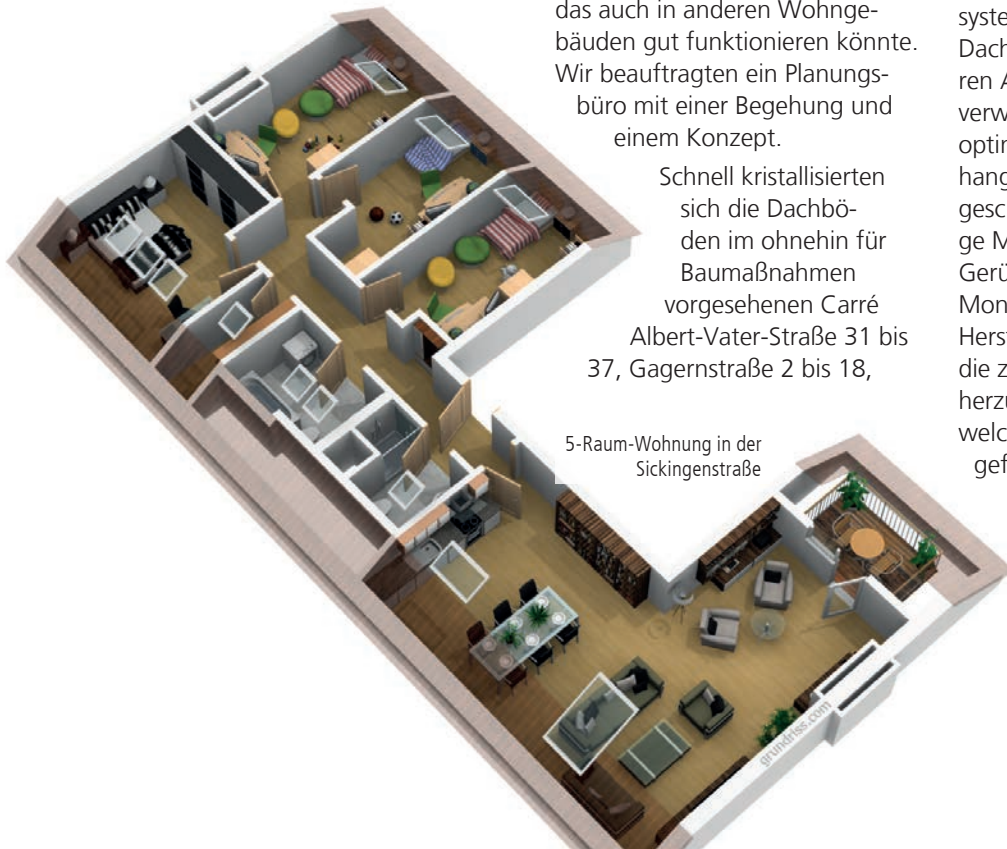 das auch in anderen Wohnge-
bäuden gut funktionieren könnte.
Wir beauftragten ein Planungs-
büro mit einer Begehung und
einem Konzept.
Schnell kristallisierten
sich die Dachbö-
den im ohnehin für
Baumaßnahmen
vorgesehenen Carré
Albert-Vater-Straße 31 bis
37, Gagernstraße 2 bis 18,
5-Raum-Wohnung in der
Sickingenstraße
syste
Dach
ren A
verw
optir
hang
gesc
ge M
Gerü
Mon
Herst
die z
herzu
welc
gef
grundriss.com